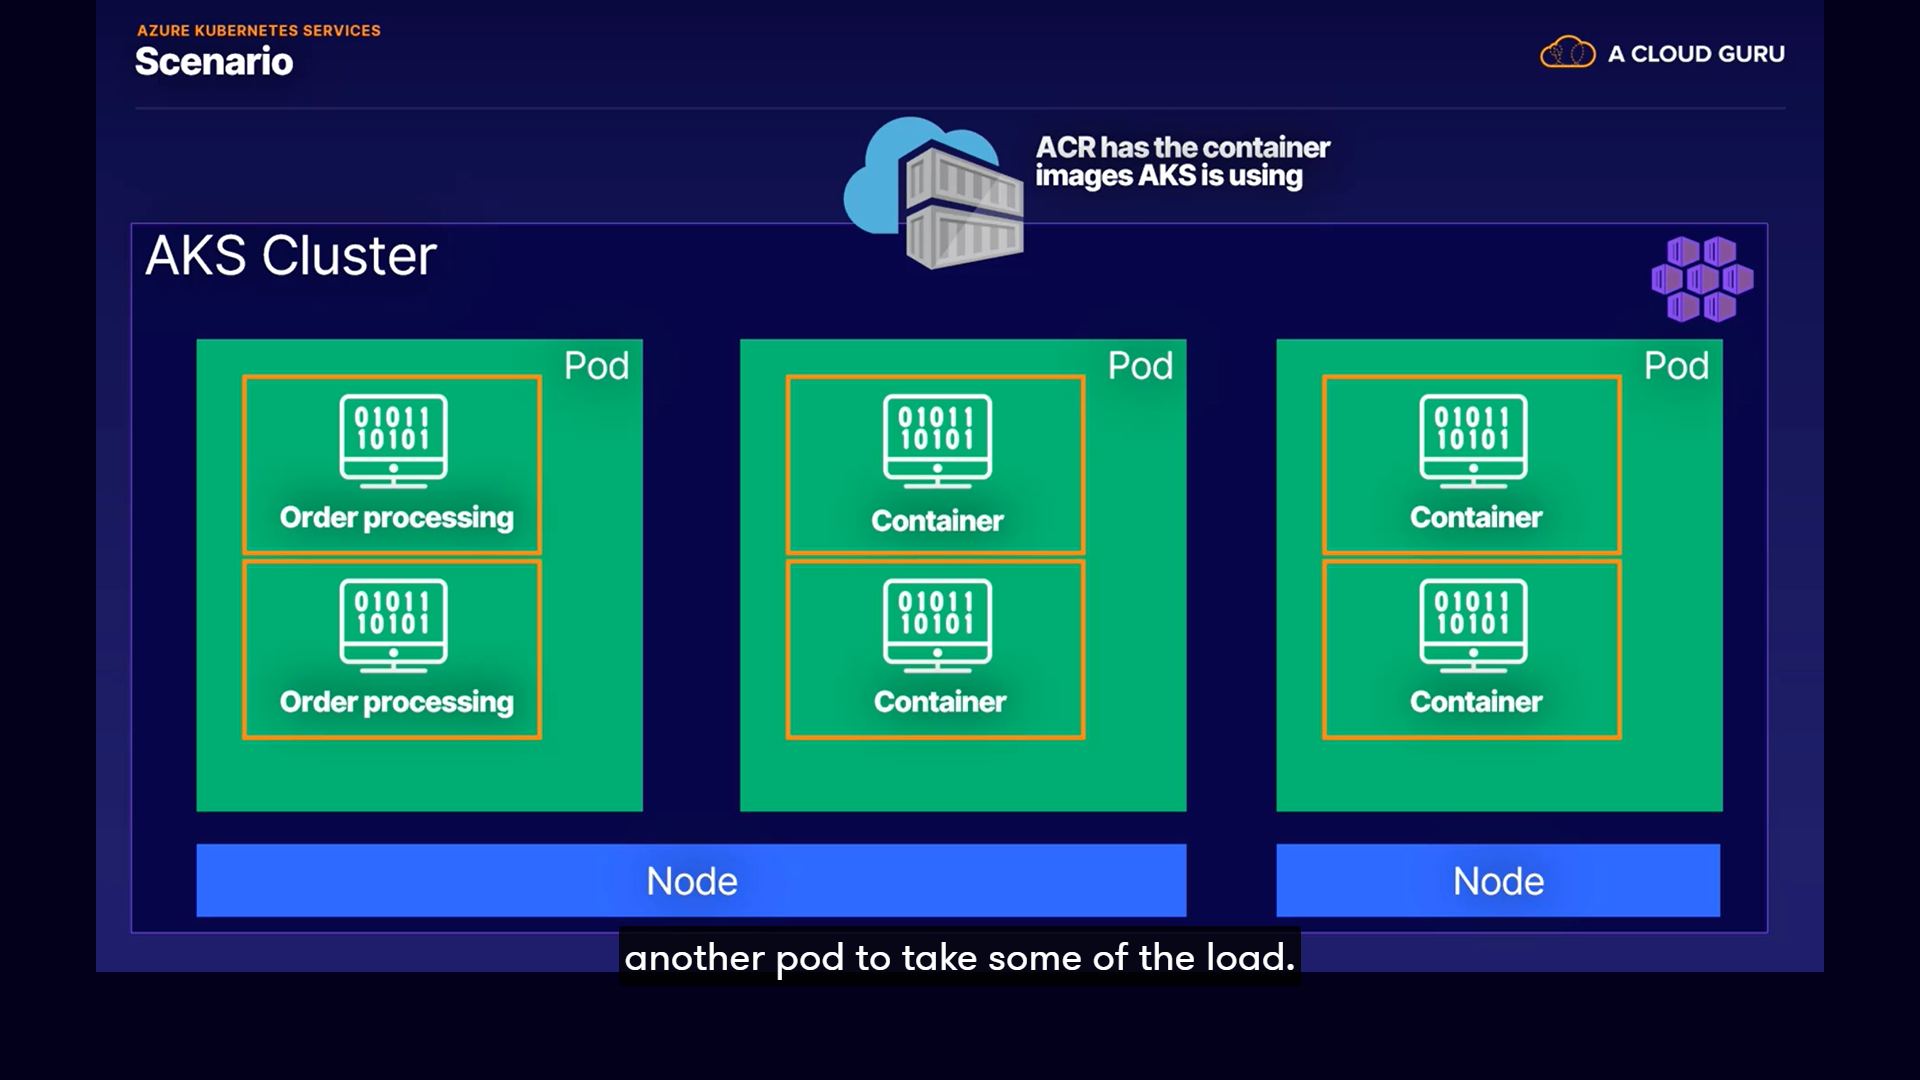 AZURE KUBERNETES SERVICES
Scenario
A CLOUD GURU
ACR has the container
images AKS is using
AKS Cluster
Pod
01011
10101
Order processing
01011
10101
Order processing
Pod
01011
10101
Container
01011
10101
Container
Pod
01011
10101
Container
01011
10101
Container
Node
Node
another pod to take some of the load.